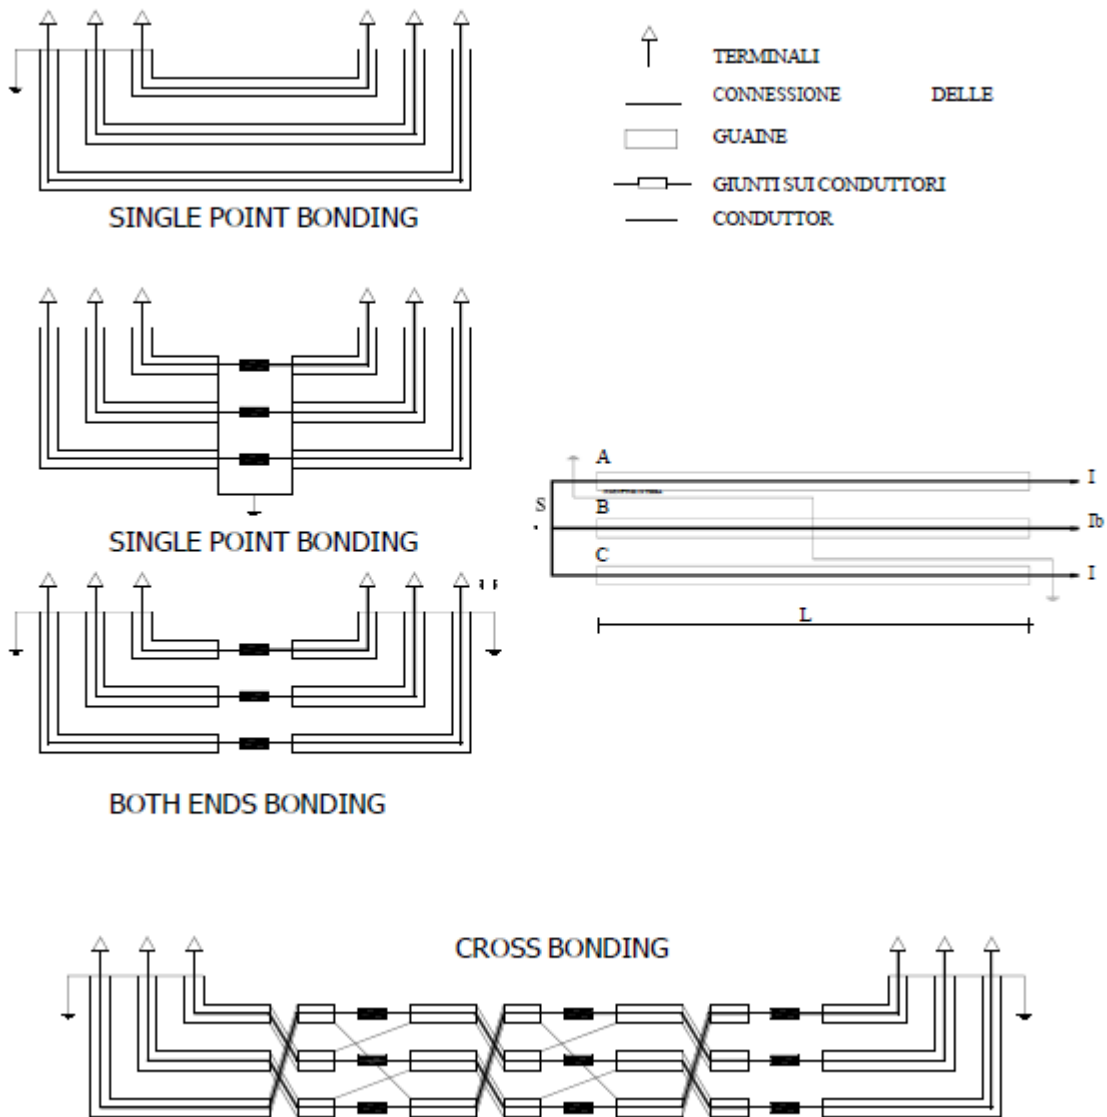 TERMINALI
CONNESSIONE DELLE
GUAINE
GIUNTI SUI CONDUTTORI
CONDUTTOR
SINGLE POINT BONDING
SINGLE POINT BONDING
A
I
S
B
Ib
C
I
L
BOTH ENDS BONDING
CROSS BONDING